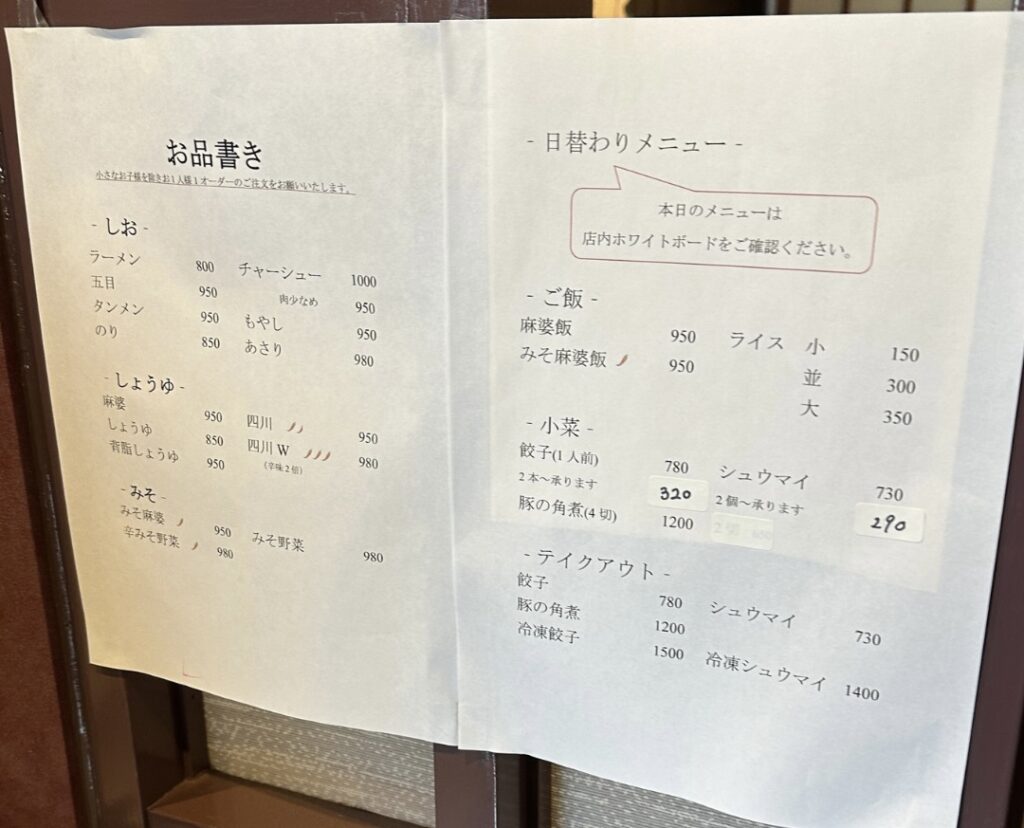 お品書き
小さなお子様を除きお1人様1オーダーのご注文をお願いいたします。
- しお -
ラーメン 800 チャーシュー 1000
五目 950 肉少なめ 950
タンメン 950 もやし 950
のり 850 あさり 980
- しょうゆ -
麻婆 950 四川 950
しょうゆ 850 四川 W 980
背脂しょうゆ 950 (辛味2倍)
- みそ -
みそ麻婆 950 みそ野菜 980
辛みそ野菜 980
- 日替わりメニュー -
本日のメニューは
店内ホワイトボードをご確認ください。
- ご飯 -
麻婆飯 950 ライス 小 150
みそ麻婆飯 950 並 300
大 350
- 小菜 -
餃子(1人前) 780 シュウマイ 730
2本〜承ります 320 2個〜承ります 290
豚の角煮(4切) 1200 2切
- テイクアウト -
餃子 780 シュウマイ 730
豚の角煮 1200
冷凍餃子 1500 冷凍シュウマイ 1400